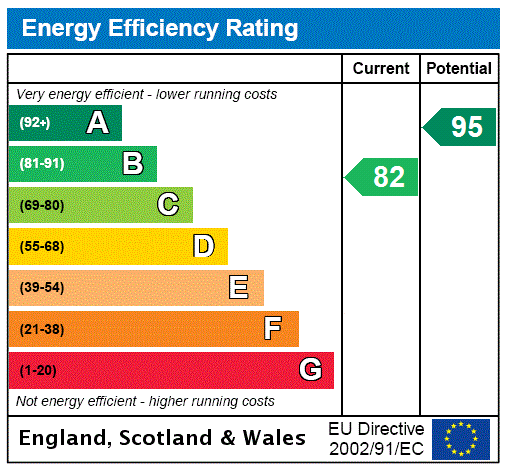 Energy Efficiency Rating
Current Potential
Very energy efficient - lower running costs
(92+) A
95
(81-91) B
82
(69-80) C
(55-68) D
(39-54) E
(21-38) F
(1-20) G
Not energy efficient - higher running costs
England, Scotland & Wales
EU Directive
2002/91/EC